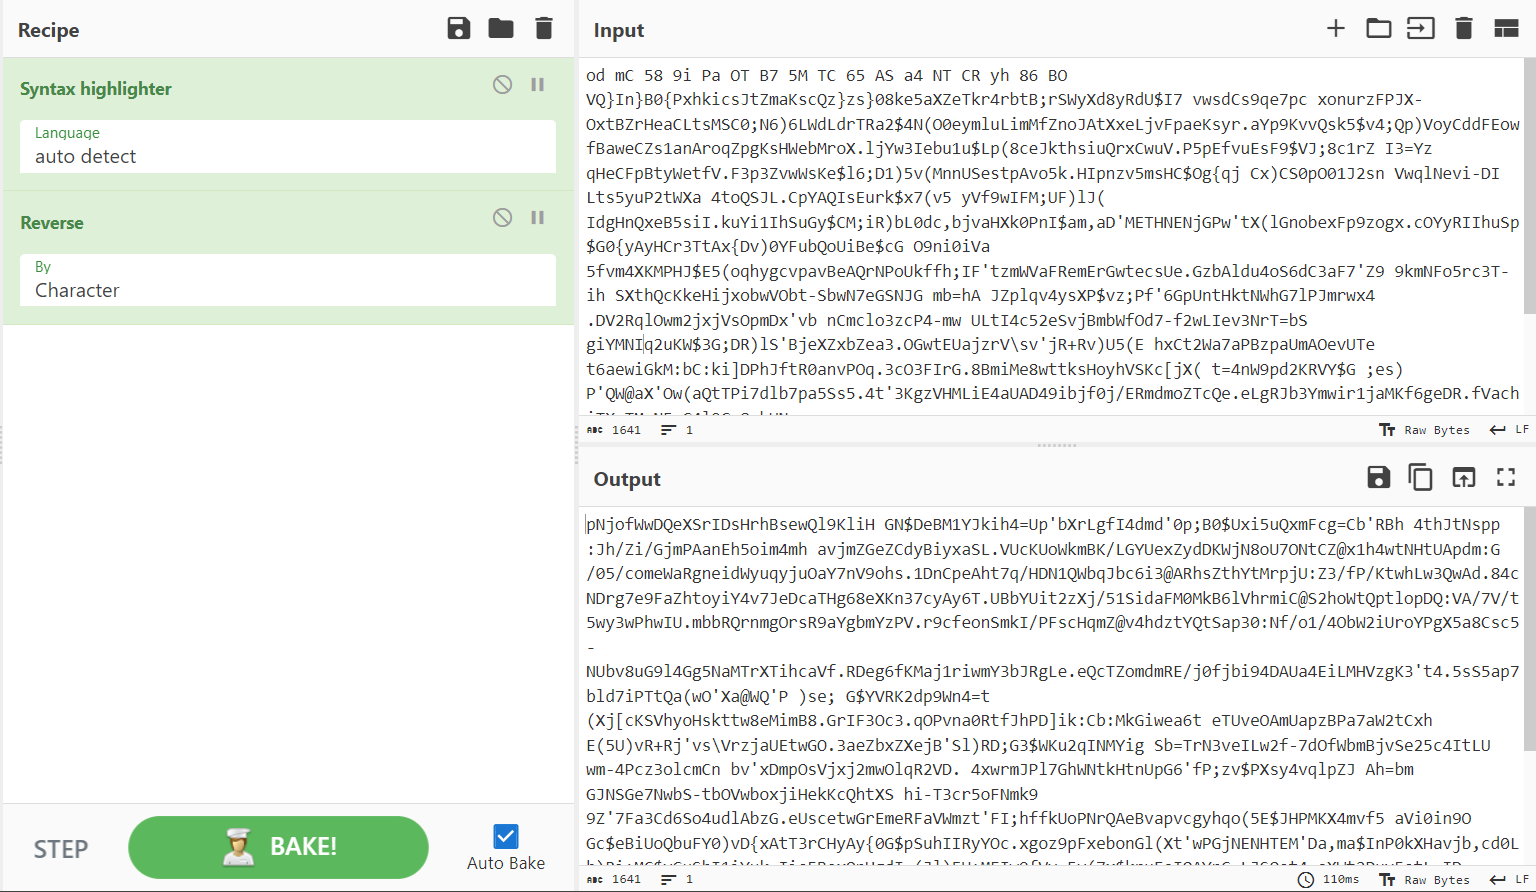 Recipe
Syntax highlighter
Language
auto detect
Reverse
By
Character
STEP
BAKE!
Auto Bake
Input
od mC 58 9i Pa OT B7 5M TC 65 AS a4 NT CR yh 86 BO
VQ}In}B0{PxhkicsJtZmaKscQz}zs}08ke5aXZeTkr4rbtB;rSWyXd8yRdU$I7 vwsdCs9qe7pc xonurzFPJX-
OxtBZrHeaCLtsMSC0;N6)6LWdLdrTRa2$4N(O0eymluLimMfZnoJAtXxeLjvFpaeKsyr.aYp9KvvQsk5$v4;Qp)VoyCddFEow
fBaweCZs1anAroqZpgKsHWebMroX.ljYw3Iebu1u$Lp(8ceJkthsiuQrxCwuV.P5pEfvuEsF9$VJ;8c1rZ I3=Yz
qHeCFpBtyWetfV.F3p3ZvwWsKe$l6;D1)5v(MnnUSestpAvo5k.HIpnzv5msHC$Og{qj Cx)CS0pO01J2sn VwqlNevi-DI
Lts5yuP2tWXa 4toQSJL.CpYAQIsEurk$x7(v5 yVf9wIFM;UF)lJ(
IdgHnQxeB5siI.kuYi1IhSuGy$CM;iR)bL0dc,bjvaHXk0PnI$am,aD'METHNENjGPw'tX(lGnobexFp9zogx.cOYyRIIhuSp
$G0{yAyHCr3TtAx{Dv)0YFubQoUiBe$cG O9ni0iVa
5fvm4XKMPHJ$E5(oqhygcvpavBeAQrNPoUkffh;IF'tzmWVaFRemErGwtecsUe.GzbAldu4oS6dC3aF7'Z9 9kmNFo5rc3T-
ih SXthQcKkeHijxobwVObt-SbwN7eGSNJG mb=hA JZplqv4ysXP$vz;Pf'6GpUntHktNWhG7lPJmrwx4
.DV2RqlOwm2jxjVsOpmDx'vb nCmclo3zcP4-mw ULtI4c52eSvjBmbWfOd7-f2wLIev3NrT=bS
giYMNIq2uKW$3G;DR)lS'BjeXZxbZea3.OGwtEUajzrV\sv'jR+Rv)U5(E hxCt2Wa7aPBzpaUmAOevUTe
t6aewiGkM:bC:ki]DPhJftR0anvPOq.3cO3FIrG.8BmiMe8wttksHoyhVSKc[jX( t=4nW9pd2KRVY$G ;es)
P'QW@aX'Ow(aQtTPi7dlb7pa5Ss5.4t'3KgzVHMLiE4aUAD49ibjf0j/ERmdmoZTcQe.eLgRJb3Ymwir1jaMKf6geDR.fVach
1641
1
Raw Bytes
LF
Output
pNjofWwDQeXSrIDsHrhBsewQl9KliH GN$DeBM1YJkih4=Up'bXrLgfI4dmd'0p;B0$Uxi5uQxmFcg=Cb'RBh 4thJtNspp
:Jh/Zi/GjmPAanEh5oim4mh avjmZGeZCdyBiyxaSL.VUcKUoWkmBK/LGYUexZydDKWjN8oU7ONtCZ@x1h4wtNHtUApdm:G
/05/comeWaRgneidWyuqyjuOaY7nV9ohs.1DnCpeAht7q/HDN1QWbqJbc6i3@ARhsZthYtMrpjU:Z3/fP/KtwhLw3QwAd.84c
NDrg7e9FaZhtoyiY4v7JeDcaTHg68eXKn37cyAy6T.UBbYUit2zXj/51SidaFM0MkB6lVhrmiC@S2hoWtQptlopDQ:VA/7V/t
5wy3wPhwIU.mbbRQrnmgOrsR9aYgbmYzPV.r9cfeonSmkI/PFscHqmZ@v4hdztYQtSap30:Nf/o1/4ObW2iUroYPgX5a8Csc5
-
NUbv8uG9l4Gg5NaMTrXTihcaVf.RDeg6fKMaj1riwmY3bJRgLe.eQcTZomdmRE/j0fjbi94DAUa4EiLMHVzgK3't4.5sS5ap7
bld7iPTtQa(wO'Xa@WQ'P )se; G$YVRK2dp9Wn4=t
(Xj[cKSVhyoHskttw8eMimB8.GrIF3Oc3.qOPvna0RtfJhPD]ik:Cb:MkGiwea6t eTUveOAmUapzBPa7aW2tCxh
E(5U)vR+Rj'vs\VrzjaUEtwGO.3aeZbxZXejB'Sl)RD;G3$WKu2qINMYig Sb=TrN3veILw2f-7dOfWbmBjvSe25c4ItLU
wm-4Pcz3olcmCn bv'xDmpOsVjxj2mwOlqR2VD. 4xwrmJPl7GhWNtkHtnUpG6'fP;zv$PXsy4vqlpZJ Ah=bm
GJNSGe7NwbS-tbOVwboxjiHekKcQhtXS hi-T3cr5oFNmk9
9Z'7Fa3Cd6So4udlAbzG.eUscetwGrEmeRFaVWmzt'FI;hffkUoPNrQAeBvapvcgyhqo(5E$JHPMKX4mvf5 aVi0in9O
Gc$eBiUoQbuFY0)vD{xAtT3rCHyAy{0G$pSuhIIRyYOc.xgoz9pFxebonGl(Xt'wPGjNENHTEM'Da,ma$InP0kXHavjb,cd0L
1641
1
110ms
Raw Bytes
LF